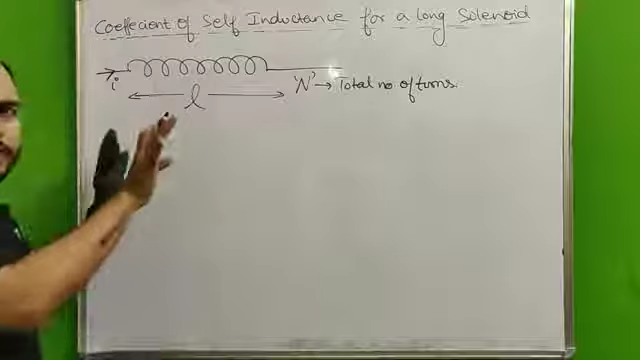 Coefficient of Self Inductance for a long Solenoid
i
l
'N' → Total no of turns.